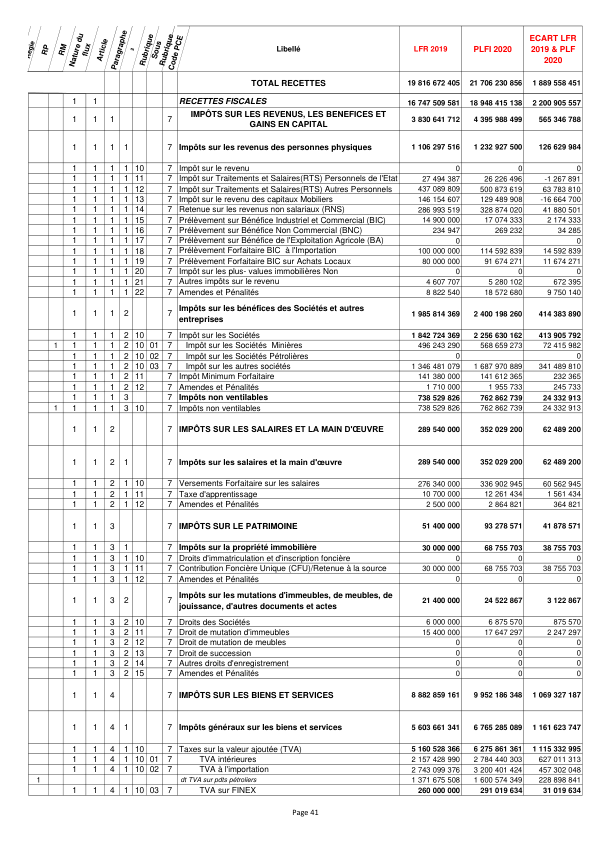 Régie RP RM Nature du flux Article Paragraphe Rubrique Sous Rubrique Code PCE Libellé LFR 2019 PLFI 2020 ECART LFR 2019 & PLF 2020
TOTAL RECETTES 19 816 672 405 21 706 230 856 1 889 558 451
1 1 RECETTES FISCALES 16 747 509 581 18 948 415 138 2 200 905 557
1 1 1 7 IMPÔTS SUR LES REVENUS, LES BENEFICES ET GAINS EN CAPITAL 3 830 641 712 4 395 988 499 565 346 788
1 1 1 1 7 Impôts sur les revenus des personnes physiques 1 106 297 516 1 232 927 500 126 629 984
1 1 1 1 10 7 Impôt sur le revenu 0 0 0
1 1 1 1 11 7 Impôt sur Traitements et Salaires(RTS) Personnels de l'Etat 27 494 387 26 226 496 -1 267 891
1 1 1 1 12 7 Impôt sur Traitements et Salaires(RTS) Autres Personnels 437 089 809 500 873 619 63 783 810
1 1 1 1 13 7 Impôt sur le revenu des capitaux Mobiliers 146 154 607 129 489 908 -16 664 700
1 1 1 1 14 7 Retenue sur les revenus non salariaux (RNS) 286 993 519 328 874 020 41 880 501
1 1 1 1 15 7 Prélèvement sur Bénéfice Industriel et Commercial (BIC) 14 900 000 17 074 333 2 174 333
1 1 1 1 16 7 Prélèvement sur Bénéfice Non Commercial (BNC) 234 947 269 232 34 285
1 1 1 1 17 7 Prélèvement sur Bénéfice de l'Exploitation Agricole (BA) 0 0 0
1 1 1 1 18 7 Prélèvement Forfaitaire BIC à l'Importation 100 000 000 114 592 839 14 592 839
1 1 1 1 19 7 Prélèvement Forfaitaire BIC sur Achats Locaux 80 000 000 91 674 271 11 674 271
1 1 1 1 20 7 Impôt sur les plus- values immobilières Non 0 0 0
1 1 1 1 21 7 Autres impôts sur le revenu 4 607 707 5 280 102 672 395
1 1 1 1 22 7 Amendes et Pénalités 8 822 540 18 572 680 9 750 140
1 1 1 2 7 Impôts sur les bénéfices des Sociétés et autres entreprises 1 985 814 369 2 400 198 260 414 383 890
1 1 1 2 10 7 Impôt sur les Sociétés 1 842 724 369 2 256 630 162 413 905 792
1 1 1 1 2 10 01 7 Impôt sur les Sociétés Minières 496 243 290 568 659 273 72 415 982
1 1 1 2 10 02 7 Impôt sur les Sociétés Pétrolières 0 0 0
1 1 1 2 10 03 7 Impôt sur les autres sociétés 1 346 481 079 1 687 970 889 341 489 810
1 1 1 2 11 7 Impôt Minimum Forfaitaire 141 380 000 141 612 365 232 365
1 1 1 2 12 7 Amendes et Pénalités 1 710 000 1 955 733 245 733
1 1 1 3 7 Impôts non ventilables 738 529 826 762 862 739 24 332 913
1 1 1 1 3 10 7 Impôts non ventilables 738 529 826 762 862 739 24 332 913
1 1 2 7 IMPÔTS SUR LES SALAIRES ET LA MAIN D'ŒUVRE 289 540 000 352 029 200 62 489 200
1 1 2 1 7 Impôts sur les salaires et la main d'œuvre 289 540 000 352 029 200 62 489 200
1 1 2 1 10 7 Versements Forfaitaire sur les salaires 276 340 000 336 902 945 60 562 945
1 1 2 1 11 7 Taxe d'apprentissage 10 700 000 12 261 434 1 561 434
1 1 2 1 12 7 Amendes et Pénalités 2 500 000 2 864 821 364 821
1 1 3 7 IMPÔTS SUR LE PATRIMOINE 51 400 000 93 278 571 41 878 571
1 1 3 1 7 Impôts sur la propriété immobilière 30 000 000 68 755 703 38 755 703
1 1 3 1 10 7 Droits d'immatriculation et d'inscription foncière 0 0 0
1 1 3 1 11 7 Contribution Foncière Unique (CFU)/Retenue à la source 30 000 000 68 755 703 38 755 703
1 1 3 1 12 7 Amendes et Pénalités 0 0 0
1 1 3 2 7 Impôts sur les mutations d'immeubles, de meubles, de jouissance, d'autres documents et actes 21 400 000 24 522 867 3 122 867
1 1 3 2 10 7 Droits des Sociétés 6 000 000 6 875 570 875 570
1 1 3 2 11 7 Droit de mutation d'immeubles 15 400 000 17 647 297 2 247 297
1 1 3 2 12 7 Droit de mutation de meubles 0 0 0
1 1 3 2 13 7 Droit de succession 0 0 0
1 1 3 2 14 7 Autres droits d'enregistrement 0 0 0
1 1 3 2 15 7 Amendes et Pénalités 0 0 0
1 1 4 7 IMPÔTS SUR LES BIENS ET SERVICES 8 882 859 161 9 952 186 348 1 069 327 187
1 1 4 1 7 Impôts généraux sur les biens et services 5 603 661 341 6 765 285 089 1 161 623 747
1 1 4 1 10 7 Taxes sur la valeur ajoutée (TVA) 5 160 528 366 6 275 861 361 1 115 332 995
1 1 4 1 10 01 7 TVA intérieures 2 157 428 990 2 784 440 303 627 011 313
1 1 4 1 10 02 7 TVA à l'importation 2 743 099 376 3 200 401 424 457 302 048
1 dt TVA sur pdts pétroliers 1 371 675 508 1 600 574 349 228 898 841
1 1 4 1 10 03 7 TVA sur FINEX 260 000 000 291 019 634 31 019 634
Page 41